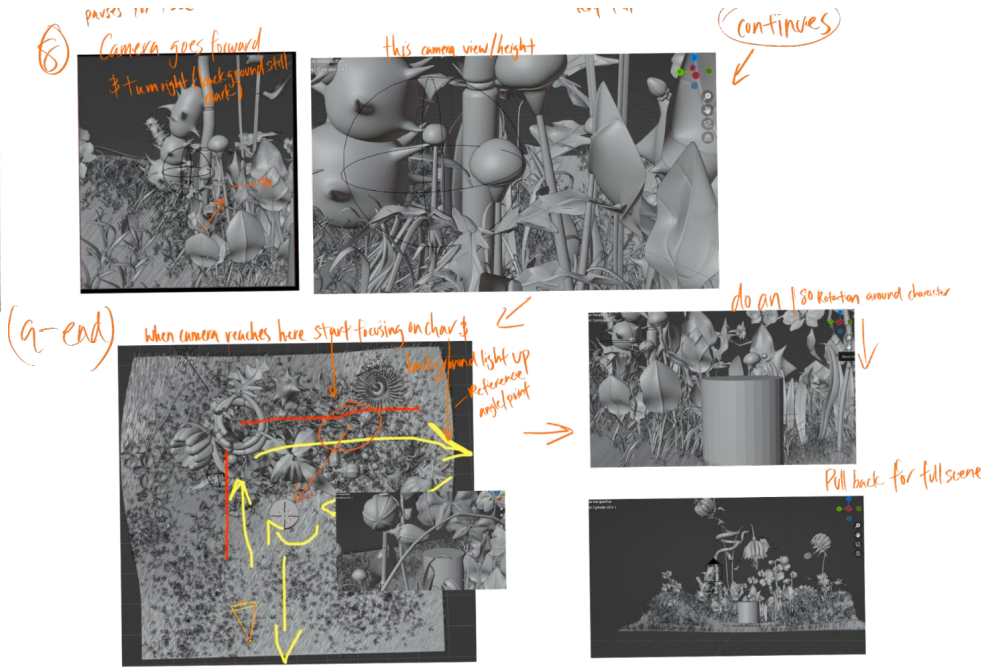 pauses for
continues
8
Camera goes forward
& turn right (background still
dark)
this camera view/height
(9-end)
when camera reaches here start focusing on char &
background light up
Reference
angle/point
do an 180 Rotation around character
Pull back for full scene